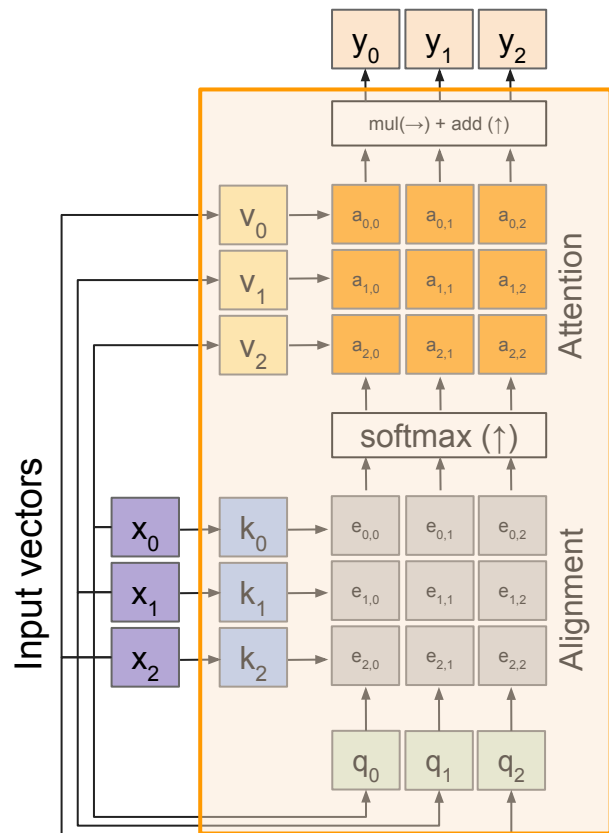 y0 y1 y2
mul(→) + add (↑)
v0 a0,0 a0,1 a0,2
v1 a1,0 a1,1 a1,2
v2 a2,0 a2,1 a2,2
Attention
softmax (↑)
Input vectors
x0 k0 e0,0 e0,1 e0,2
x1 k1 e1,0 e1,1 e1,2
x2 k2 e2,0 e2,1 e2,2
Alignment
q0 q1 q2